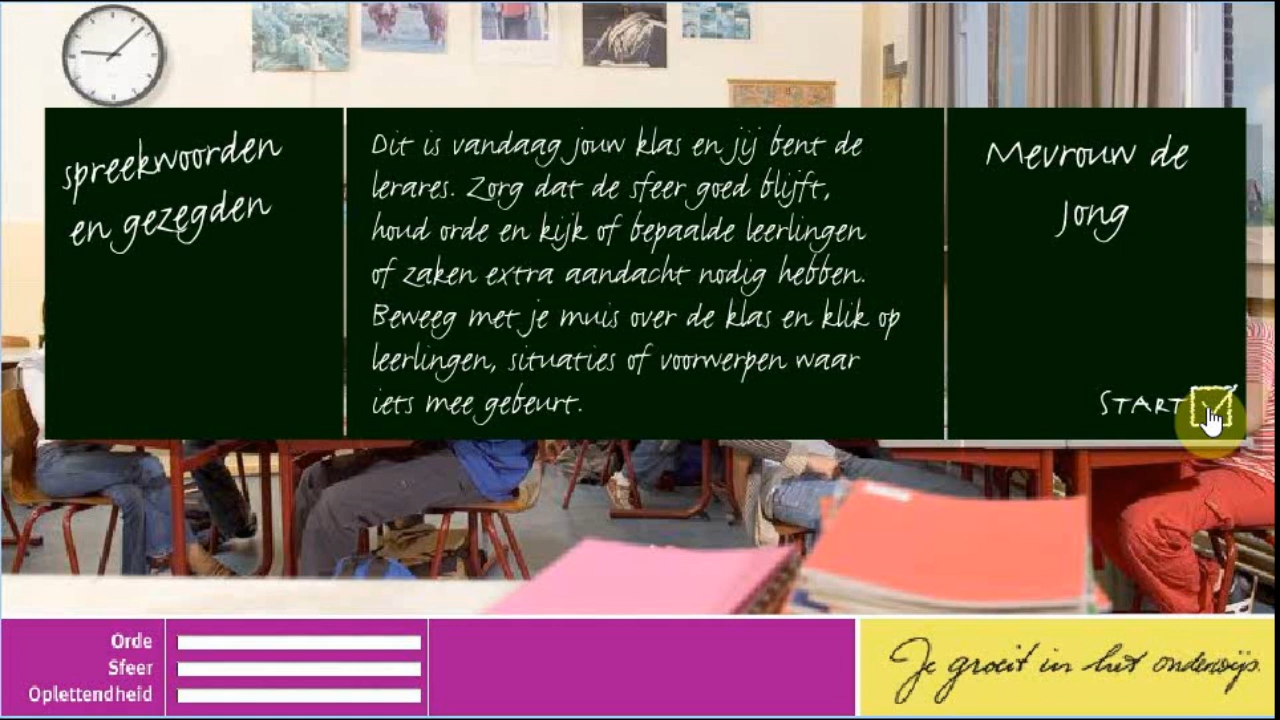 spreekwoorden
en gezegden
Dit is vandaag jouw klas en jij bent de
lerares. Zorg dat de sfeer goed blijft,
houd orde en kijk of bepaalde leerlingen
of zaken extra aandacht nodig hebben.
Beweeg met je muis over de klas en klik op
leerlingen, situaties of voorwerpen waar
iets mee gebeurt.
Mevrouw de
Jong
START
Orde
Sfeer
Oplettendheid
Je groeit in het onderwijs.